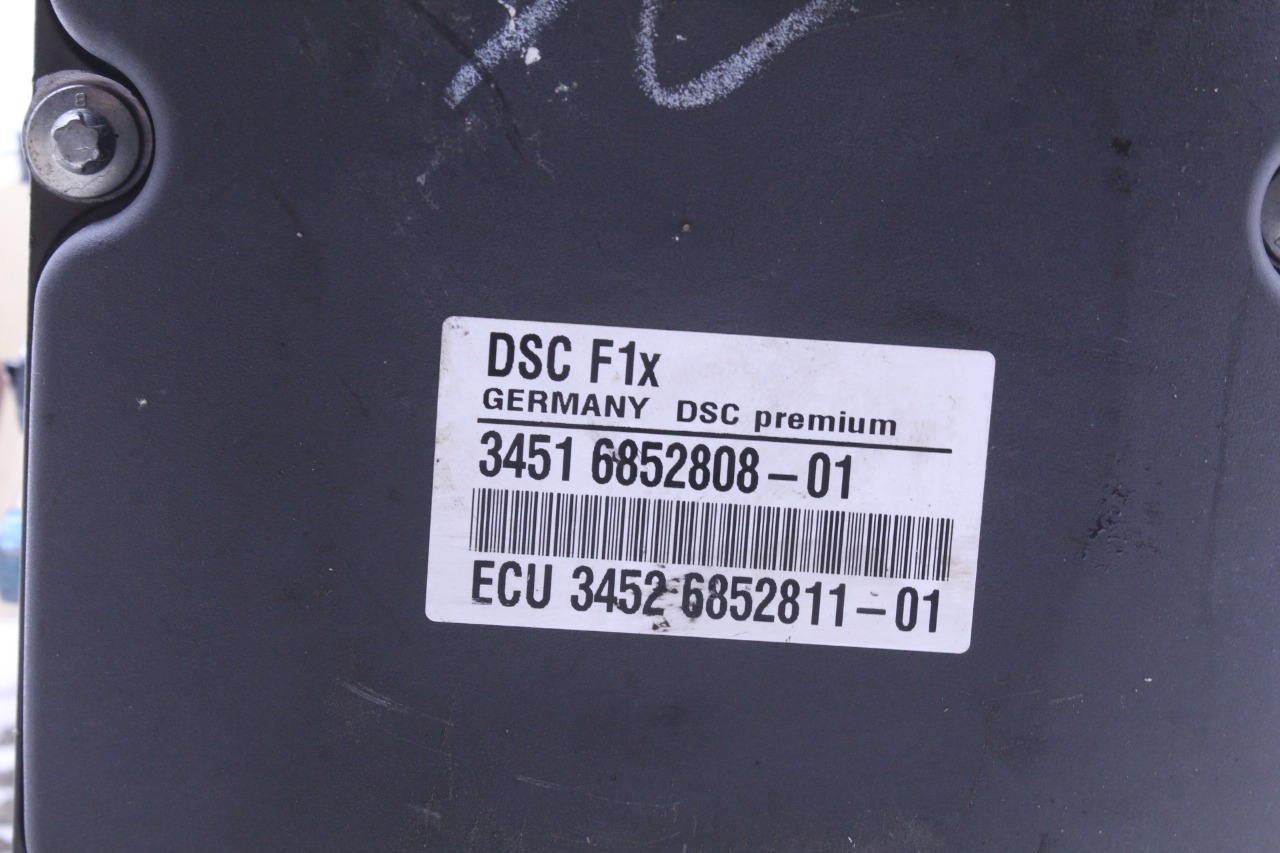 DSC F1x
GERMANY DSC premium
3451 6852808-01
ECU 3452 6852811-01